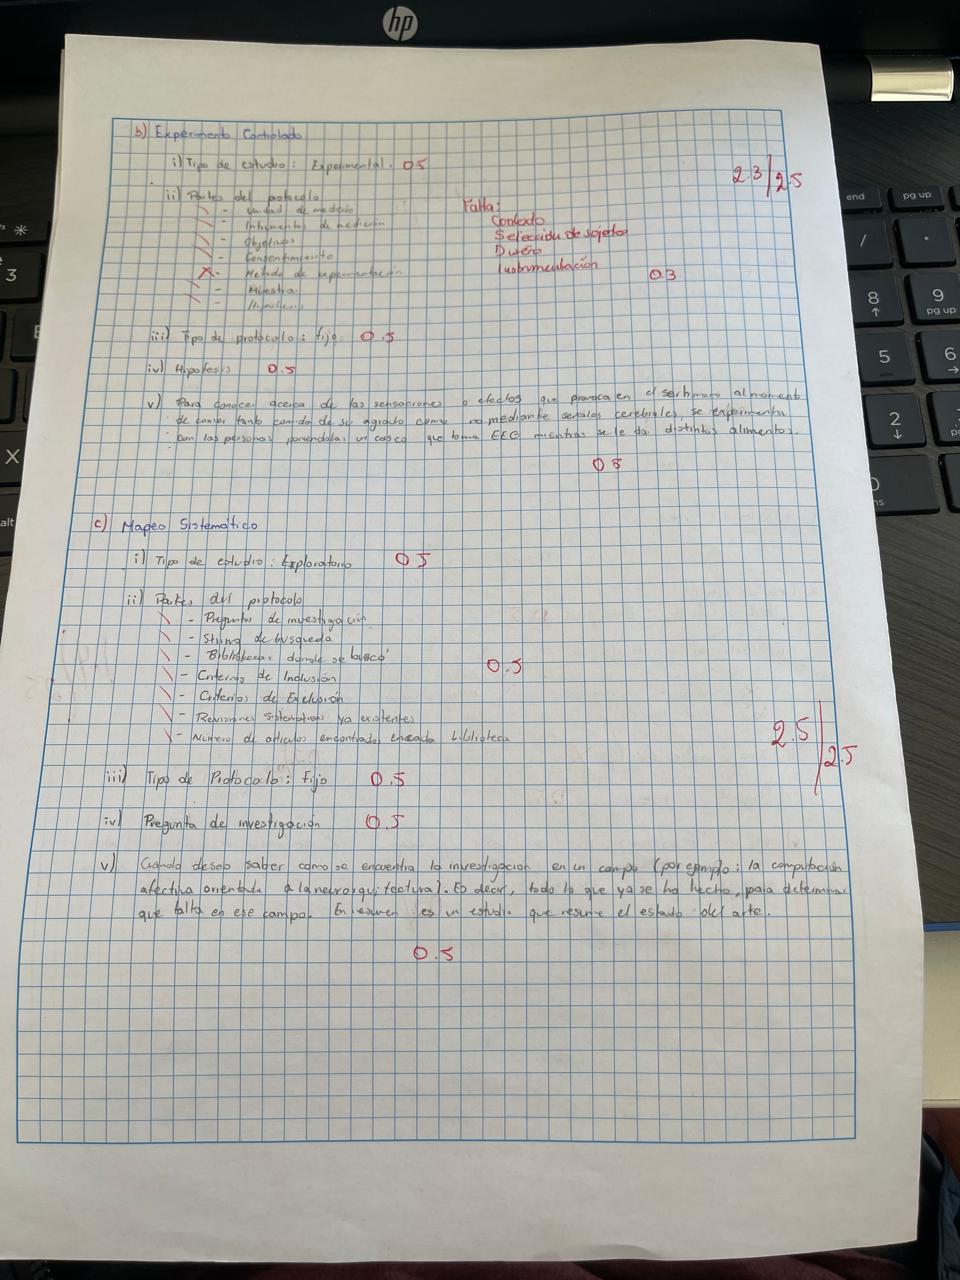 hp
b) Experimento Controlado
i) Tipo de estudio: Experimental. 0.5
2.3/2.5
ii) Partes del protocolo
- Unidad de medición
- Intrumentos de medición
- Objetivos
- Consentimiento
- Metodo de experimentación
- Muestra
- Hipotesis
Falta:
Contexto
Selección de sujetos
Diseño
Instrumentación
0.3
iii) Tipo de protocolo: fijo 0.5
iv) Hipotesis 0.5
v) Para conocer acerca de las sensaciones o efectos que provoca en el ser humano al momento
de comer tanto comida de su agrado como no mediante señales cerebrales, se experimenta
con las personas poniendolas un casco que toma EEG mientras se le da distintos alimentos.
0.5
c) Mapeo Sistemático
i) Tipo de estudio: Exploratorio 0.5
ii) Partes del protocolo
- Preguntas de investigación
- String de busqueda
- Bibliotecas donde se buscó
- Criterios de Inclusión
- Criterios de Exclusión
- Revisiones sistematicas ya existentes
- Número de articulos encontrados en cada biblioteca
0.5
2.5/2.5
iii) Tipo de Protocolo: fijo 0.5
iv) Pregunta de investigación 0.5
v) Cuando deseo saber como se encuentra la investigación en un campo (por ejemplo: la computación
afectiva orientada a la neuroarquitectura). Es decir, todo lo que ya se ha hecho, para determinar
que falta en ese campo. En resumen es un estudio que resume el estado del arte.
0.5
end
pg up
3
8
9
pg up
5
6
2
X
alt